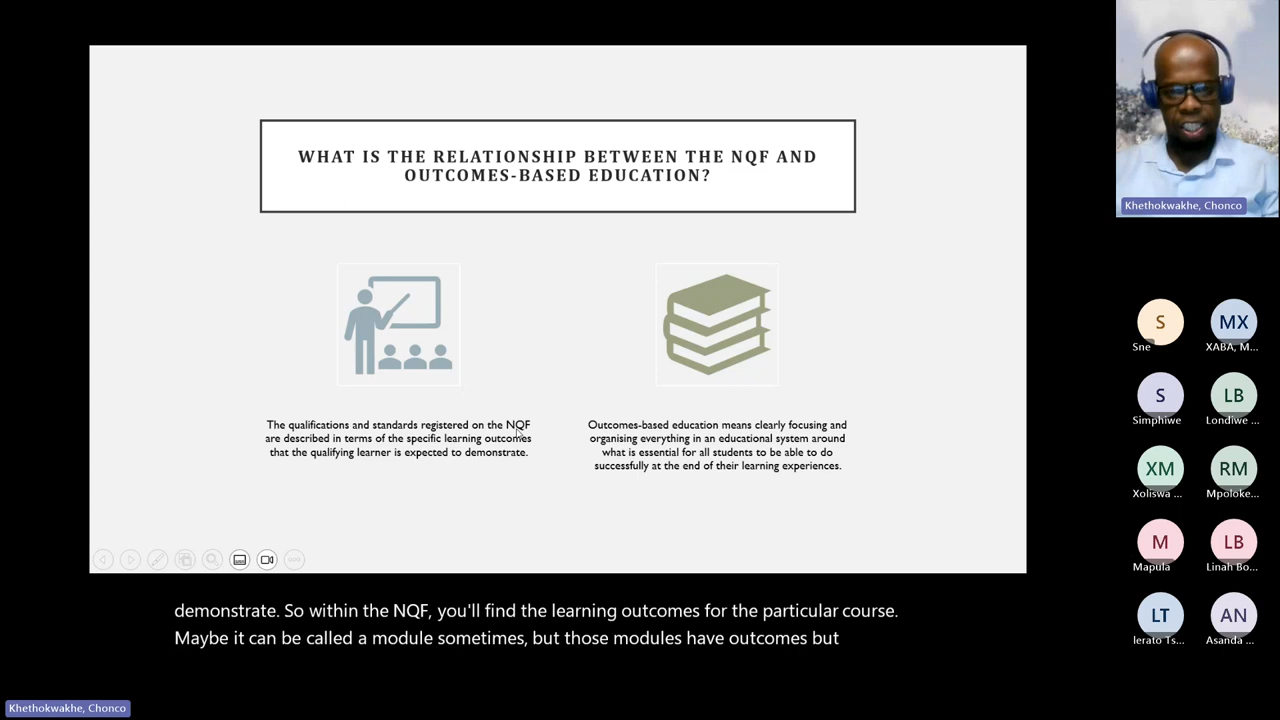 WHAT IS THE RELATIONSHIP BETWEEN THE NQF AND
OUTCOMES-BASED EDUCATION?
The qualifications and standards registered on the NQF
are described in terms of the specific learning outcomes
that the qualifying learner is expected to demonstrate.
Outcomes-based education means clearly focusing and
organising everything in an educational system around
what is essential for all students to be able to do
successfully at the end of their learning experiences.
demonstrate. So within the NQF, you'll find the learning outcomes for the particular course.
Maybe it can be called a module sometimes, but those modules have outcomes but
Khethokwakhe, Chonco
Khethokwakhe, Chonco
S
Sne
MX
XABA, M...
S
Simphiwe
LB
Londiwe ...
XM
Xoliswa ...
RM
Mpoloke...
M
Mapula
LB
Linah Bo...
LT
lerato Ts...
AN
Asanda ...